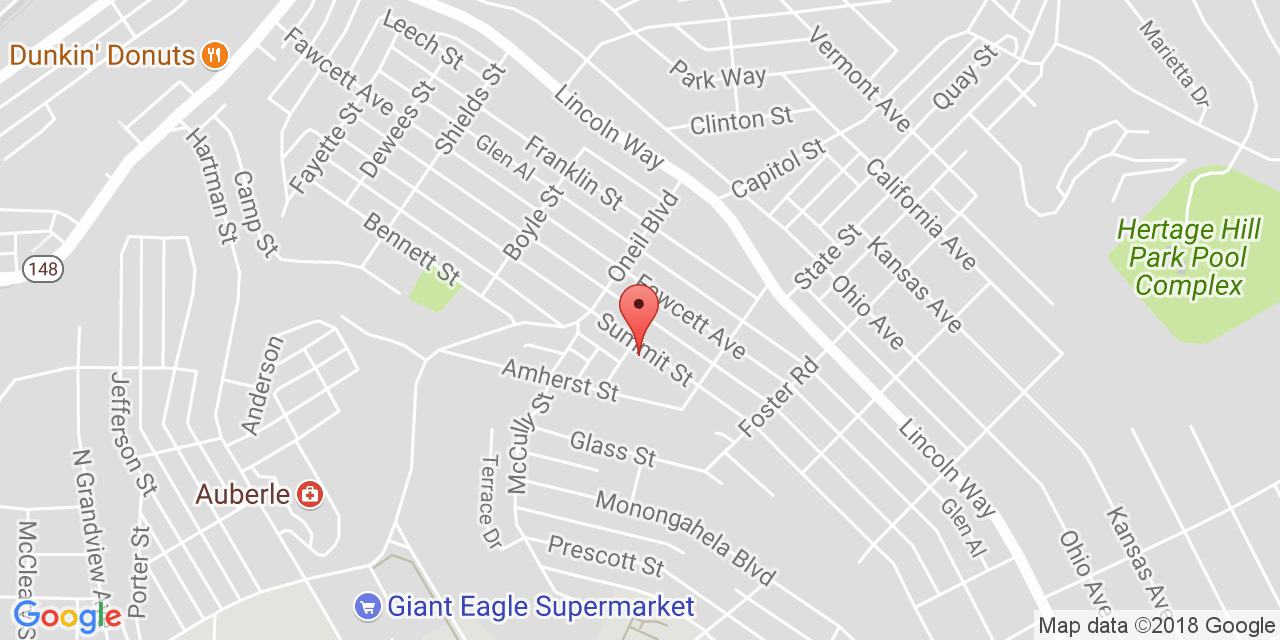 Leech St
Dunkin' Donuts
Fawcett Ave
Shields St
Dewees St
Fayette St
Lincoln Way
Park Way
Vermont Ave
Quay St
Marietta Dr
Clinton St
Glen Al
Franklin St
Capitol St
California Ave
Hartman St
Camp St
Boyle St
Oneil Blvd
Bennett St
State St
Kansas Ave
Ohio Ave
Hertage Hill
Park Pool
Complex
148
Fawcett Ave
Summit St
Anderson
Amherst St
Foster Rd
Jefferson St
McCully St
Glass St
Lincoln Way
N Grandview A
Auberle
Terrace Dr
Monongahela Blvd
Glen Al
Kansas Ave
Ohio Ave
Porter St
Prescott St
Giant Eagle Supermarket
Google
Map data ©2018 Google